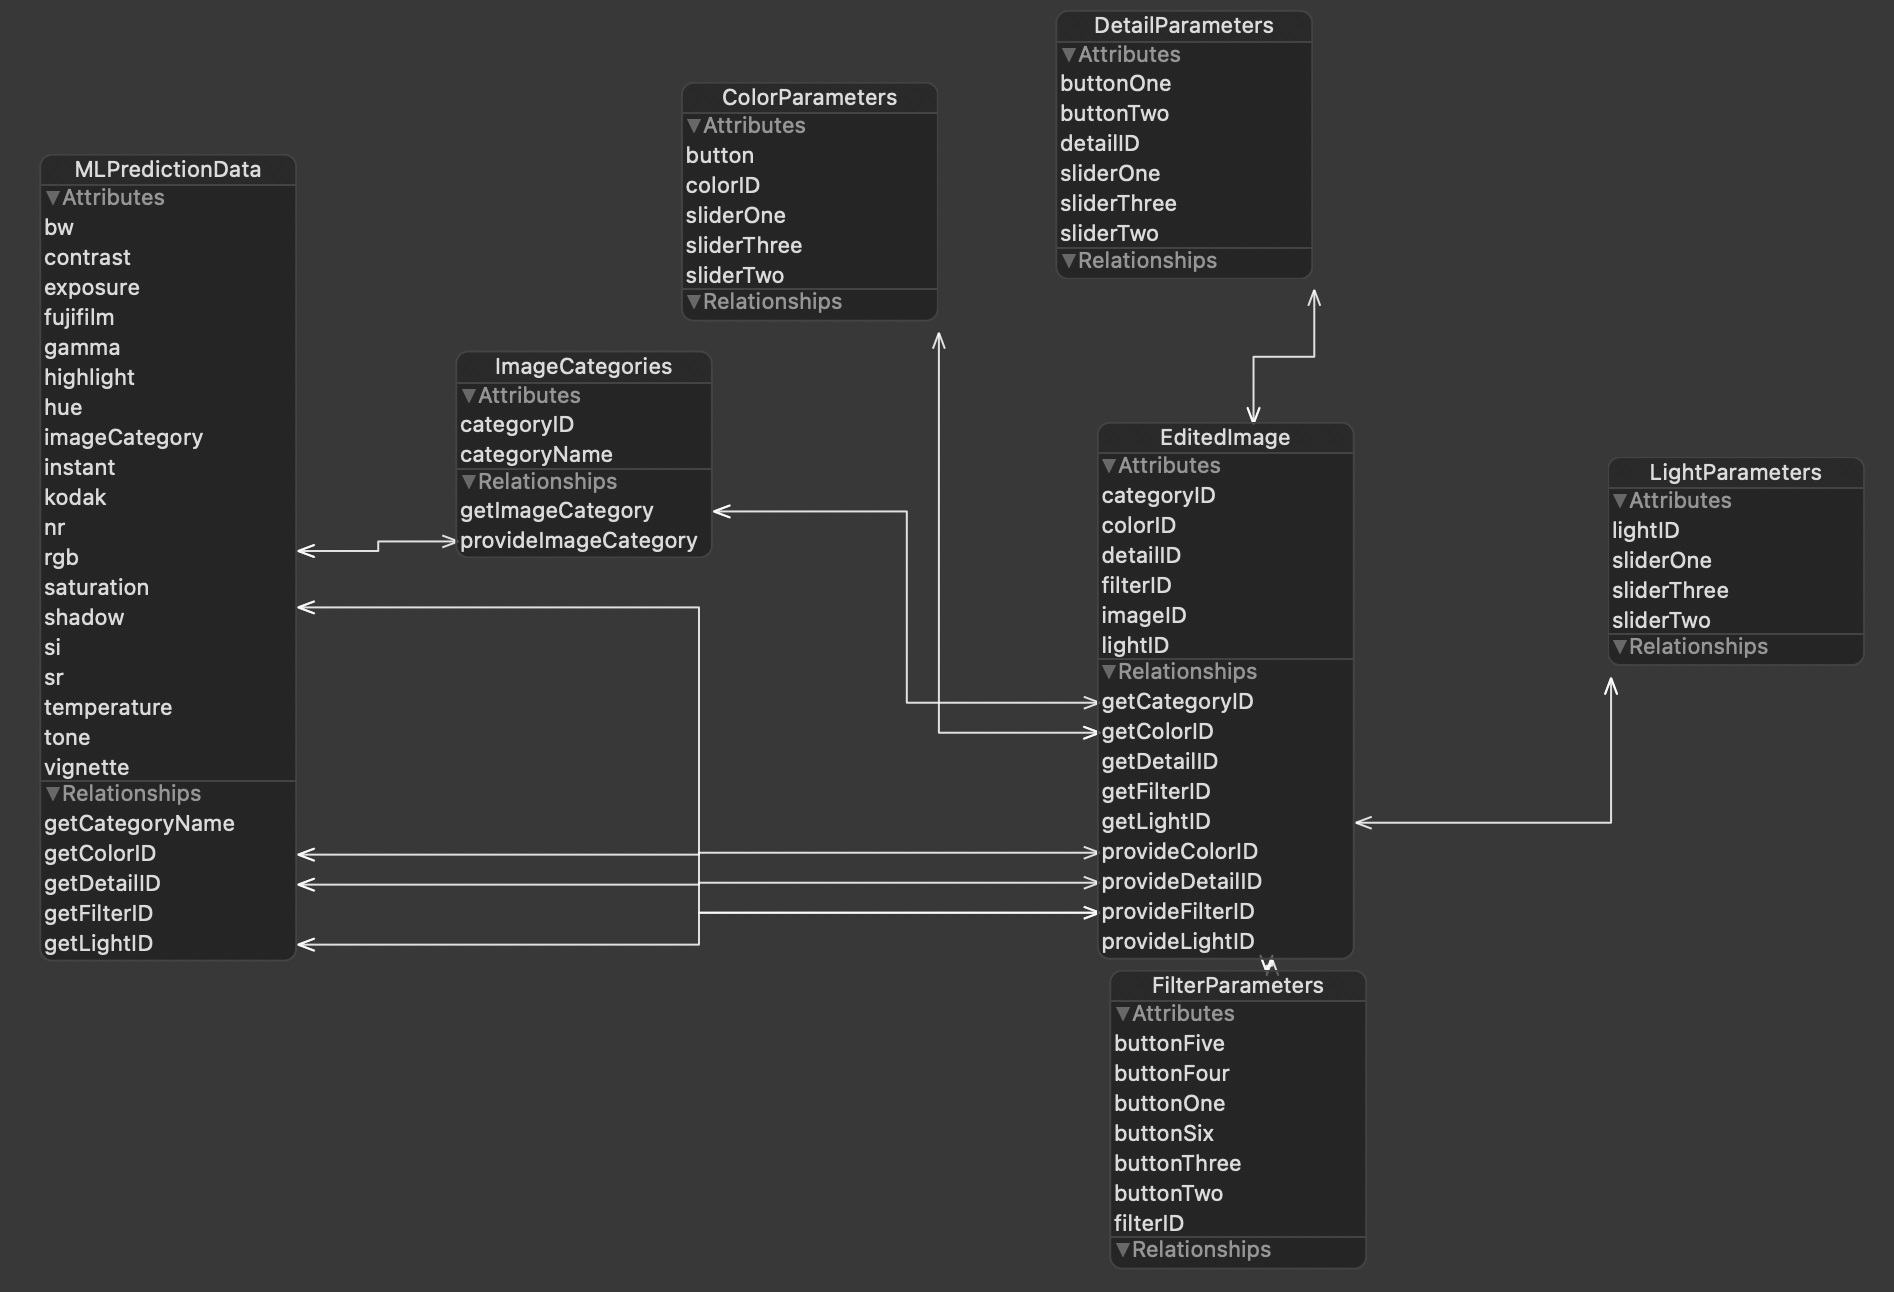 DetailParameters
Attributes
buttonOne
buttonTwo
detailID
sliderOne
sliderThree
sliderTwo
Relationships
ColorParameters
Attributes
button
colorID
sliderOne
sliderThree
sliderTwo
Relationships
MLPredictionData
Attributes
bw
contrast
exposure
fujifilm
gamma
highlight
hue
imageCategory
instant
kodak
nr
rgb
saturation
shadow
si
sr
temperature
tone
vignette
Relationships
getCategoryName
getColorID
getDetailID
getFilterID
getLightID
ImageCategories
Attributes
categoryID
categoryName
Relationships
getImageCategory
provideImageCategory
EditedImage
Attributes
categoryID
colorID
detailID
filterID
imageID
lightID
Relationships
getCategoryID
getColorID
getDetailID
getFilterID
getLightID
provideColorID
provideDetailID
provideFilterID
provideLightID
LightParameters
Attributes
lightID
sliderOne
sliderThree
sliderTwo
Relationships
FilterParameters
Attributes
buttonFive
buttonFour
buttonOne
buttonSix
buttonThree
buttonTwo
filterID
Relationships